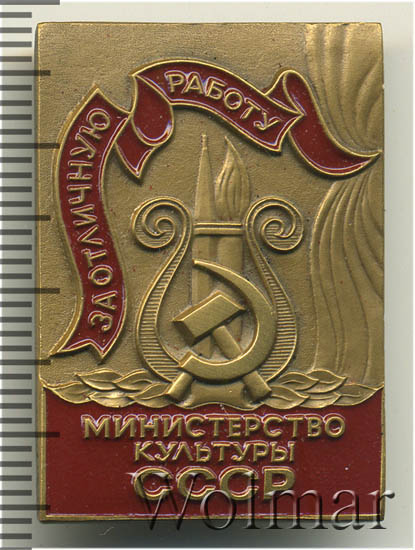 ЗА ОТЛИЧНУЮ
РАБОТУ
МИНИСТЕРСТВО
КУЛЬТУРЫ
СССР
Wolmar